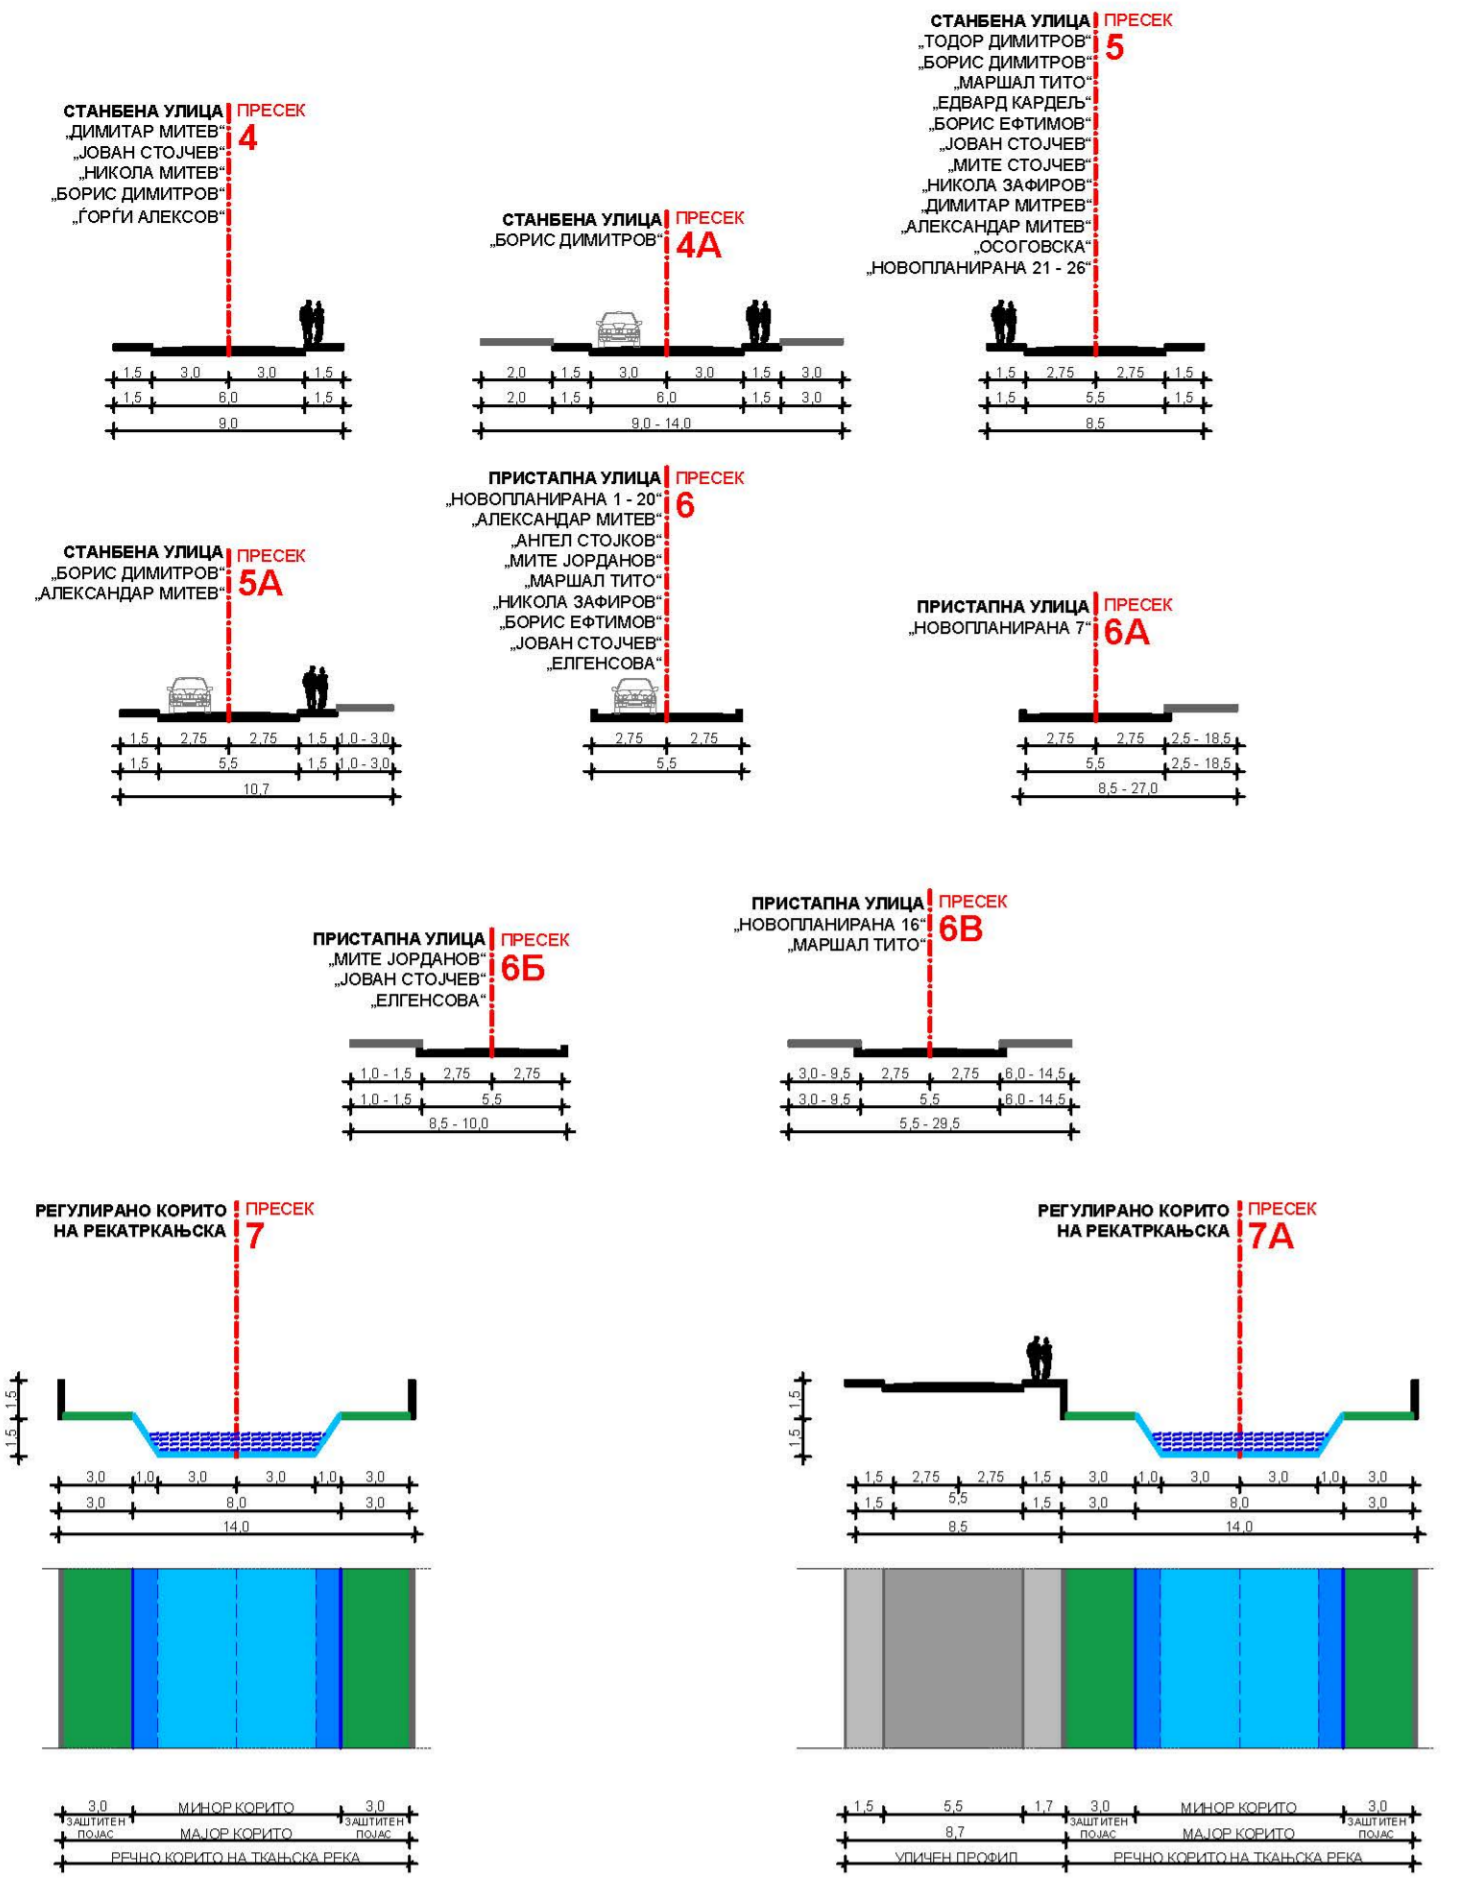 СТАНБЕНА УЛИЦА ПРЕСЕК
„ТОДОР ДИМИТРОВ“ 5
„БОРИС ДИМИТРОВ“
„МАРШАЛ ТИТО“
„ЕДВАРД КАРДЕЉ“
„БОРИС ЕФТИМОВ“
„ЈОВАН СТОЈЧЕВ“
„МИТЕ СТОЈЧЕВ“
„НИКОЛА ЗАФИРОВ“
„ДИМИТАР МИТРЕВ“
„АЛЕКСАНДАР МИТЕВ“
„ОСОГОВСКА“
„НОВОПЛАНИРАНА 21 - 26“
1,5 2,75 2,75 1,5
1,5 5,5 1,5
8,5
СТАНБЕНА УЛИЦА ПРЕСЕК
„ДИМИТАР МИТЕВ“ 4
„ЈОВАН СТОЈЧЕВ“
„НИКОЛА МИТЕВ“
„БОРИС ДИМИТРОВ“
„ЃОРЃИ АЛЕКСОВ“
1,5 3,0 3,0 1,5
1,5 6,0 1,5
9,0
СТАНБЕНА УЛИЦА ПРЕСЕК
„БОРИС ДИМИТРОВ“ 4А
2,0 1,5 3,0 3,0 1,5 3,0
2,0 1,5 6,0 1,5 3,0
9,0 - 14,0
СТАНБЕНА УЛИЦА ПРЕСЕК
„БОРИС ДИМИТРОВ“ 5А
„АЛЕКСАНДАР МИТЕВ“
1,5 2,75 2,75 1,5 1,0 - 3,0
1,5 5,5 1,5 1,0 - 3,0
10,7
ПРИСТАПНА УЛИЦА ПРЕСЕК
„НОВОПЛАНИРАНА 1 - 20“ 6
„АЛЕКСАНДАР МИТЕВ“
„АНГЕЛ СТОЈКОВ“
„МИТЕ ЈОРДАНОВ“
„МАРШАЛ ТИТО“
„НИКОЛА ЗАФИРОВ“
„БОРИС ЕФТИМОВ“
„ЈОВАН СТОЈЧЕВ“
„ЕЛГЕНСОВА“
2,75 2,75
5,5
ПРИСТАПНА УЛИЦА ПРЕСЕК
„НОВОПЛАНИРАНА 7“ 6А
2,75 2,75 2,5 - 18,5
5,5 2,5 - 18,5
8,5 - 27,0
ПРИСТАПНА УЛИЦА ПРЕСЕК
„МИТЕ ЈОРДАНОВ“ 6Б
„ЈОВАН СТОЈЧЕВ“
„ЕЛГЕНСОВА“
1,0 - 1,5 2,75 2,75
1,0 - 1,5 5,5
8,5 - 10,0
ПРИСТАПНА УЛИЦА ПРЕСЕК
„НОВОПЛАНИРАНА 16“ 6В
„МАРШАЛ ТИТО“
3,0 - 9,5 2,75 2,75 6,0 - 14,5
3,0 - 9,5 5,5 6,0 - 14,5
5,5 - 29,5
РЕГУЛИРАНО КОРИТО ПРЕСЕК
НА РЕКАТРКАЊСКА 7
1,5
1,5
3,0 1,0 3,0 3,0 1,0 3,0
3,0 8,0 3,0
14,0
3,0 МИНОР КОРИТО 3,0
ЗАШТИТЕН ПОЈАС МАЈОР КОРИТО ЗАШТИТЕН ПОЈАС
РЕЧНО КОРИТО НА ТКАЊСКА РЕКА
РЕГУЛИРАНО КОРИТО ПРЕСЕК
НА РЕКАТРКАЊСКА 7А
1,5
1,5
1,5 2,75 2,75 1,5 3,0 1,0 3,0 3,0 1,0 3,0
1,5 5,5 1,5 3,0 8,0 3,0
8,5 14,0
1,5 5,5 1,7 3,0 МИНОР КОРИТО 3,0
8,7 ЗАШТИТЕН ПОЈАС МАЈОР КОРИТО ЗАШТИТЕН ПОЈАС
УЛИЧЕН ПРОФИЛ РЕЧНО КОРИТО НА ТКАЊСКА РЕКА